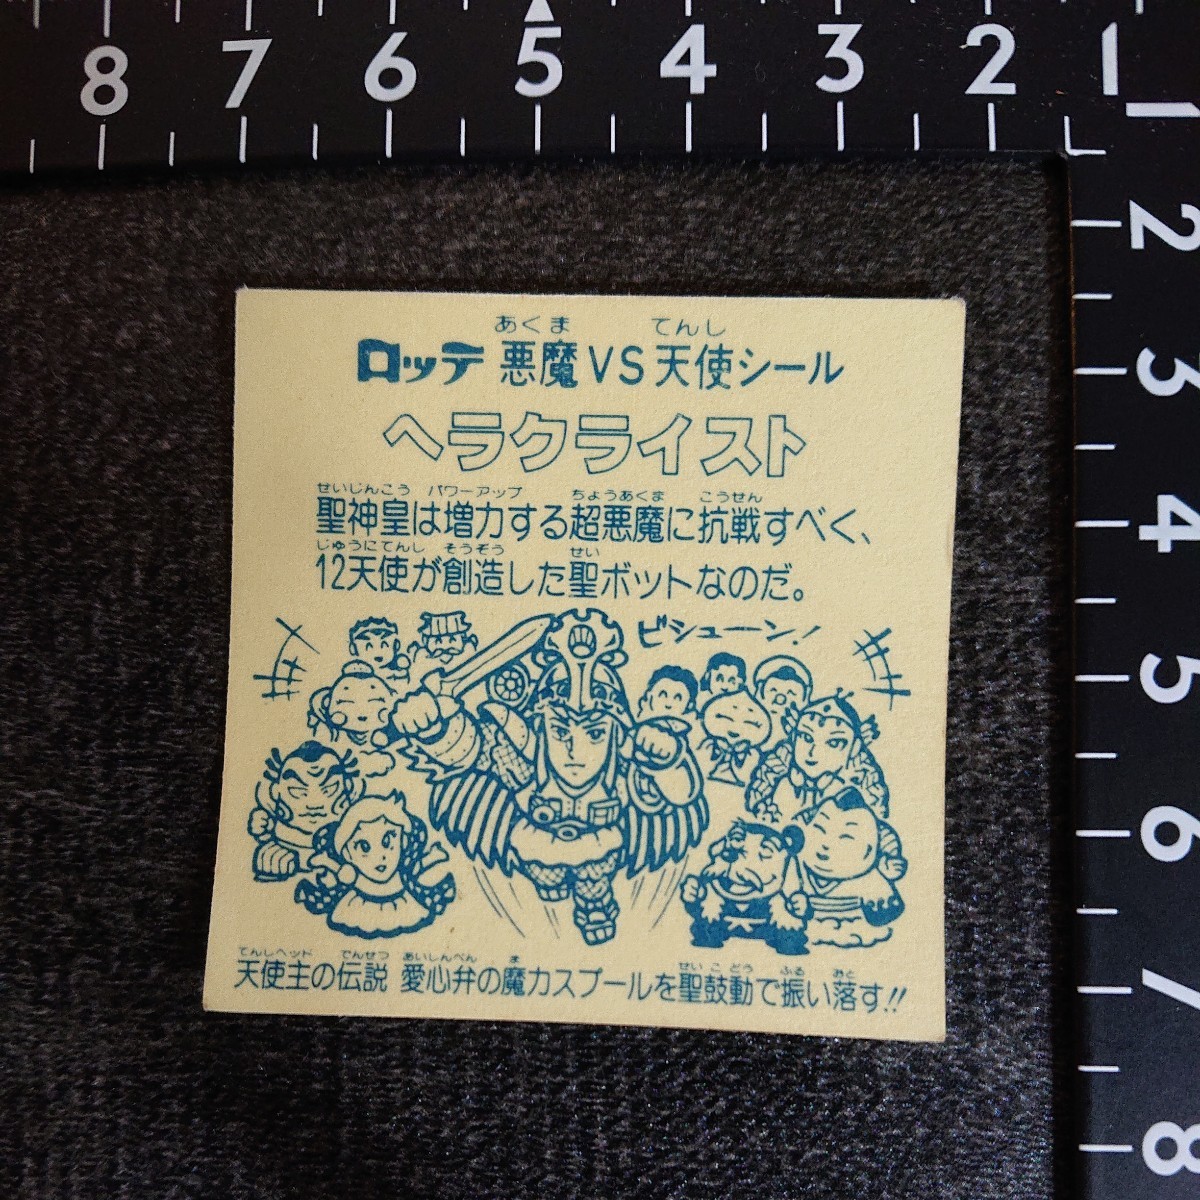 8 7 6 5 4 3 2 1
あくま てんし
ロッテ 悪魔VS天使シール
ヘラクライスト
せいじんこう パワーアップ ちょうあくま こうせん
聖神皇は増力する超悪魔に抗戦すべく、
じゅうにてんし そうぞう せい
12天使が創造した聖ボットなのだ。
ビシューン!
てんしヘッド でんせつ あいしんべん ま せいこどう ふる おと
天使主の伝説 愛心弁の魔力スプールを聖鼓動で振い落す!!
1
2
3
4
5
6
7
8